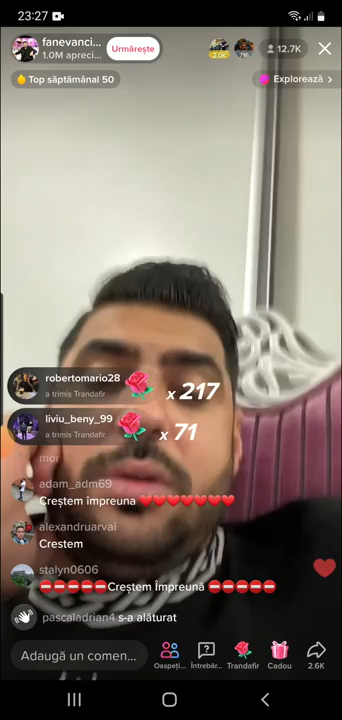 23:27
fanevanci...
1.0M apreci...
Urmărește
12.7K
Top săptămânal 50
Explorează
robertomario28
a trimis Trandafir
x 217
liviu_beny_99
a trimis Trandafir
x 71
mor
adam_adm69
Creștem împreuna ❤️❤️❤️❤️❤️❤️❤️
alexandruarvai
Crestem
stalyn0606
⛔⛔⛔⛔⛔Creștem Împreună ⛔⛔⛔⛔⛔
pascaladrian4 s-a alăturat
Adaugă un comen...
Oaspeți...
Întrebăr...
Trandafir
Cadou
2.6K